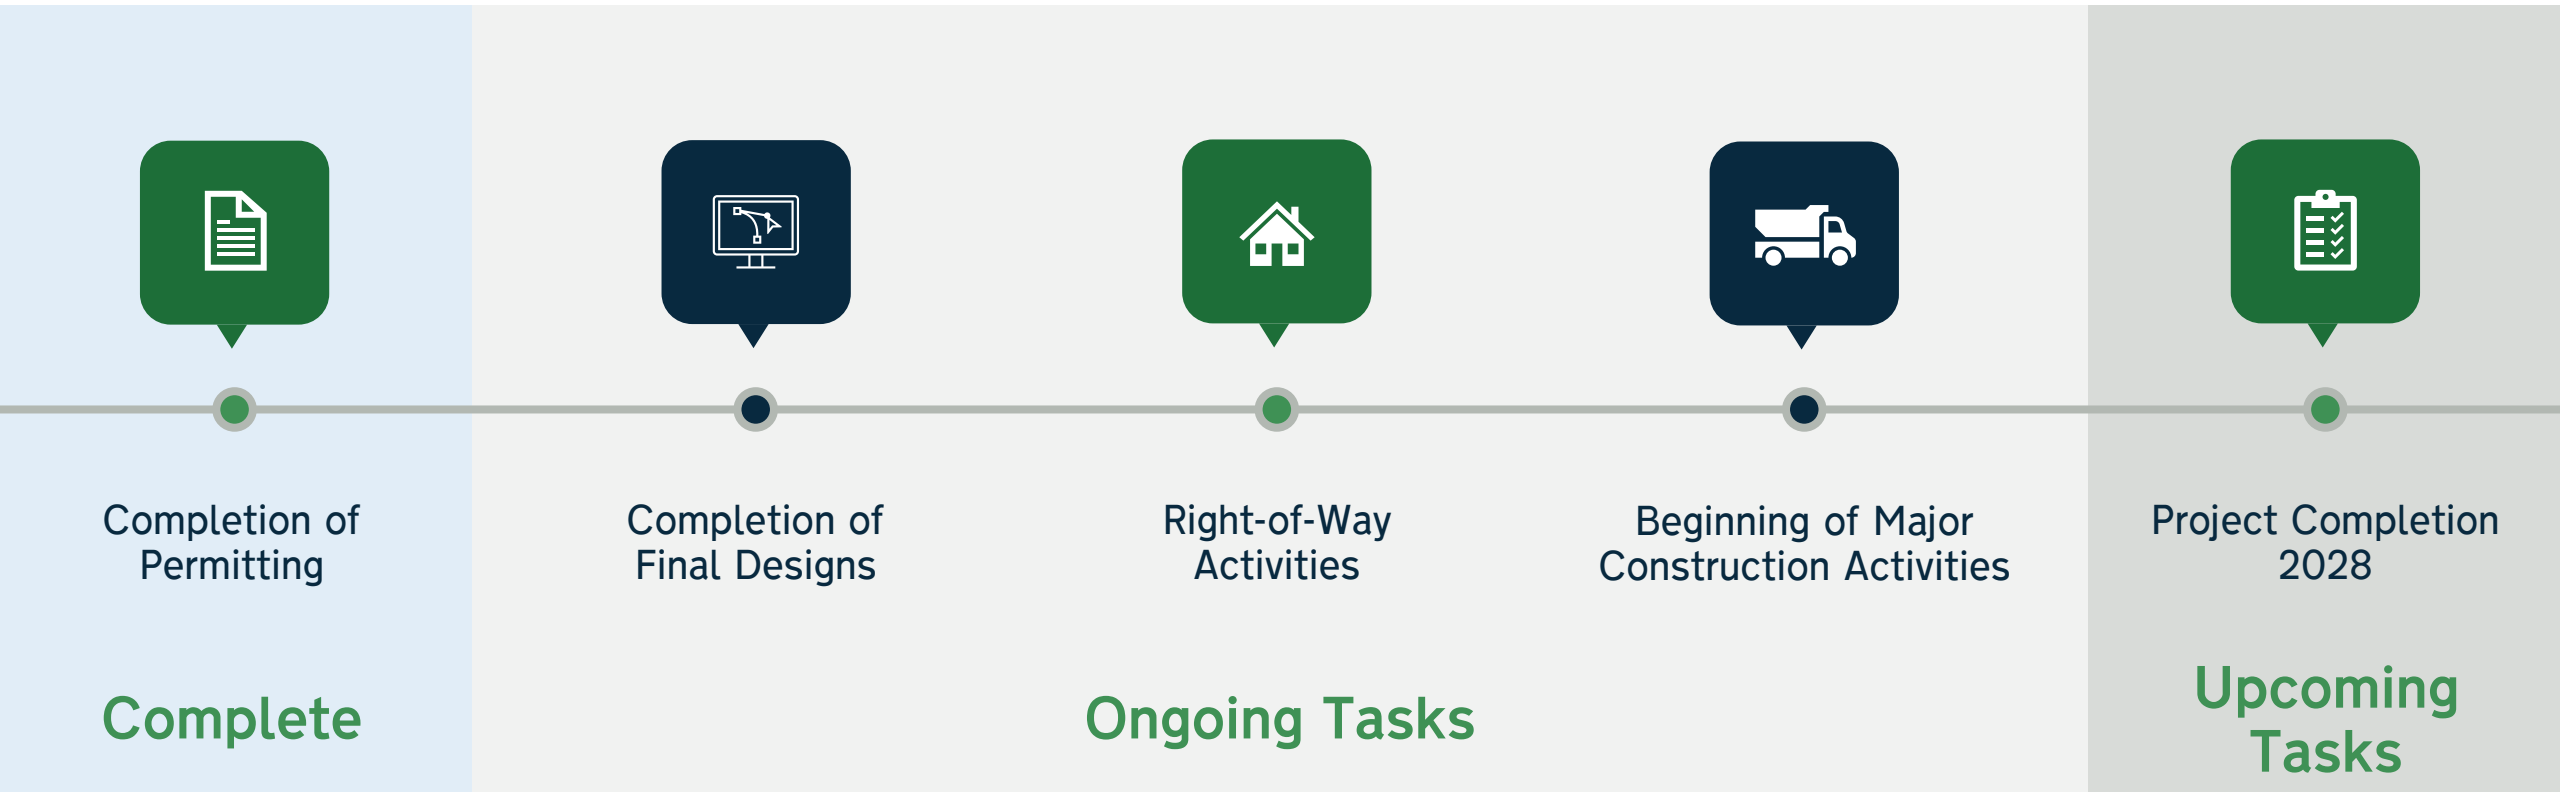 Completion of
Permitting
Completion of
Final Designs
Right-of-Way
Activities
Beginning of Major
Construction Activities
Project Completion
2028
Complete
Ongoing Tasks
Upcoming
Tasks